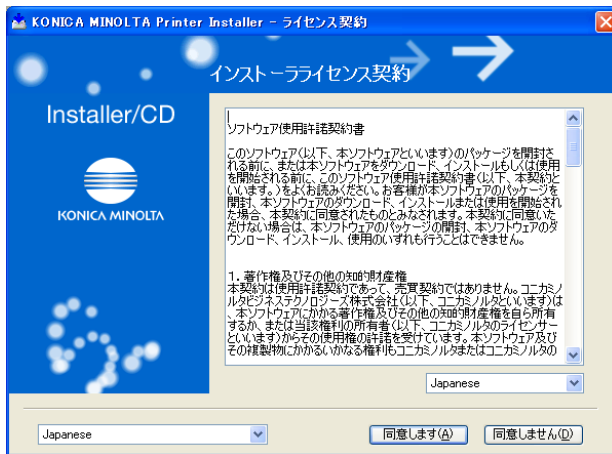 KONICA MINOLTA Printer Installer - ライセンス契約
インストーラライセンス契約
Installer/CD
KONICA MINOLTA
ソフトウェア使用許諾契約書
このソフトウェア(以下、本ソフトウェアといいます)のパッケージを開封さ
れる前に、または本ソフトウェアをダウンロード、インストールもしくは使用
を開始される前に、このソフトウェア使用許諾契約書(以下、本契約と
いいます。)をよくお読みください。お客様が本ソフトウェアのパッケージを
開封、本ソフトウェアのダウンロード、インストールまたは使用を開始され
た場合、本契約に同意されたものとみなされます。本契約に同意いた
だけない場合は、本ソフトウェアのパッケージの開封、本ソフトウェアのダ
ウンロード、インストール、使用のいずれも行うことはできません。
1. 著作権及びその他の知的財産権
本契約は使用許諾契約であって、売買契約ではありません。コニカミノ
ルタビジネステクノロジーズ株式会社(以下、コニカミノルタといいます)は
、本ソフトウェアにかかる著作権及びその他の知的財産権を自ら所有
するか、または当該権利の所有者(以下、コニカミノルタのライセンサー
といいます)からその使用権の許諾を受けています。本ソフトウェア及び
その複製物にかかるいかなる権利もコニカミノルタまたはコニカミノルタの
Japanese
Japanese
同意します(A)
同意しません(D)